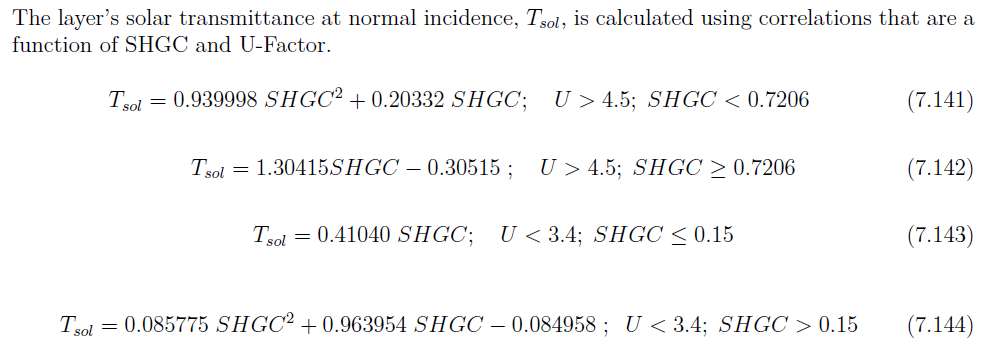 The layer's solar transmittance at normal incidence, T_sol, is calculated using correlations that are a
function of SHGC and U-Factor.
T_sol = 0.939998 SHGC² + 0.20332 SHGC; U > 4.5; SHGC < 0.7206 (7.141)
T_sol = 1.30415SHGC − 0.30515 ; U > 4.5; SHGC ≥ 0.7206 (7.142)
T_sol = 0.41040 SHGC; U < 3.4; SHGC ≤ 0.15 (7.143)
T_sol = 0.085775 SHGC² + 0.963954 SHGC − 0.084958 ; U < 3.4; SHGC > 0.15 (7.144)